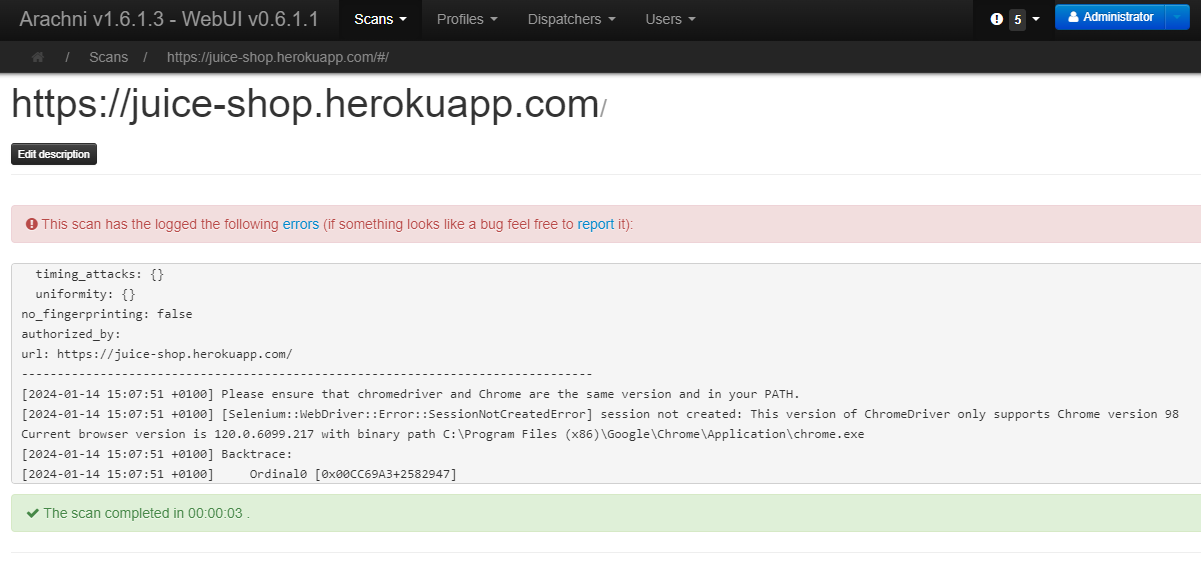 Arachni v1.6.1.3 - WebUI v0.6.1.1 Scans Profiles Dispatchers Users 5 Administrator
/ Scans / https://juice-shop.herokuapp.com/#/
https://juice-shop.herokuapp.com/
Edit description
This scan has the logged the following errors (if something looks like a bug feel free to report it):
timing_attacks: {}
uniformity: {}
no_fingerprinting: false
authorized_by:
url: https://juice-shop.herokuapp.com/
--------------------------------------------------------------------------------
[2024-01-14 15:07:51 +0100] Please ensure that chromedriver and Chrome are the same version and in your PATH.
[2024-01-14 15:07:51 +0100] [Selenium::WebDriver::Error::SessionNotCreatedError] session not created: This version of ChromeDriver only supports Chrome version 98
Current browser version is 120.0.6099.217 with binary path C:\Program Files (x86)\Google\Chrome\Application\chrome.exe
[2024-01-14 15:07:51 +0100] Backtrace:
[2024-01-14 15:07:51 +0100] Ordinal0 [0x00CC69A3+2582947]
The scan completed in 00:00:03 .